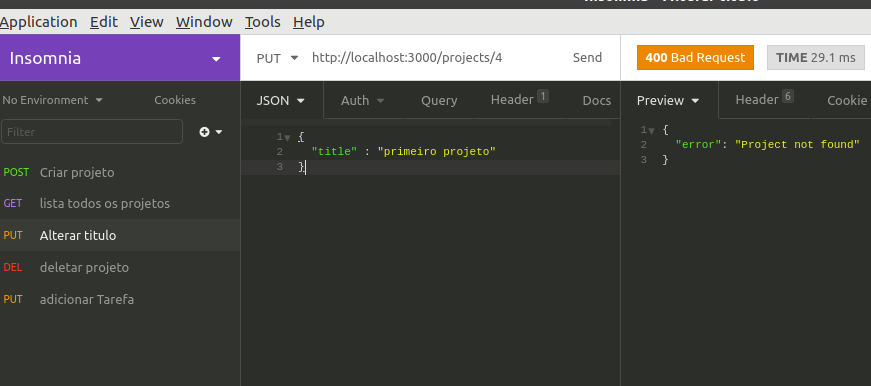 Application Edit View Window Tools Help
Insomnia
PUT http://localhost:3000/projects/4 Send
400 Bad Request TIME 29.1 ms
No Environment Cookies
JSON Auth Query Header 1 Docs
Preview Header 6 Cookie
Filter
POST Criar projeto
GET lista todos os projetos
PUT Alterar titulo
DEL deletar projeto
PUT adicionar Tarefa
1 {
2 "title" : "primeiro projeto"
3 }
1 {
2 "error": "Project not found"
3 }